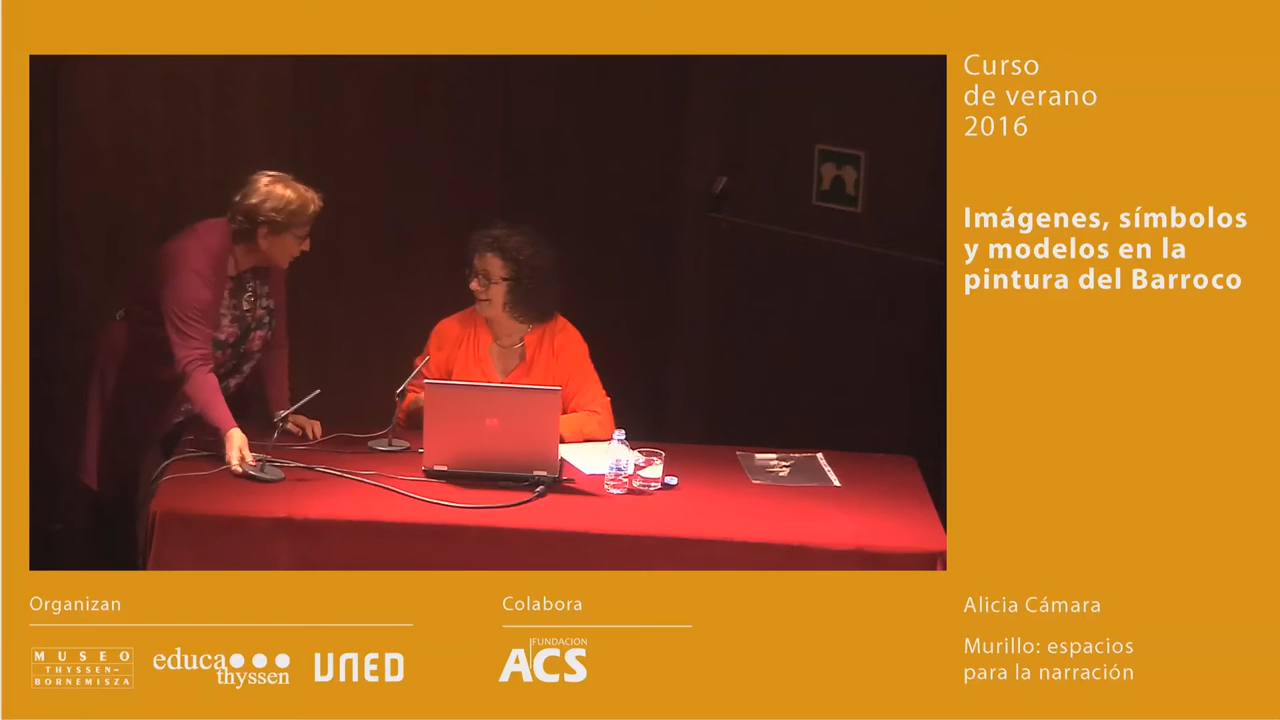 Curso
de verano
2016
Imágenes, símbolos
y modelos en la
pintura del Barroco
Organizan
Colabora
MUSEO
THYSSEN-
BORNEMISZA
educa
thyssen
UNED
FUNDACION
ACS
Alicia Cámara
Murillo: espacios
para la narración